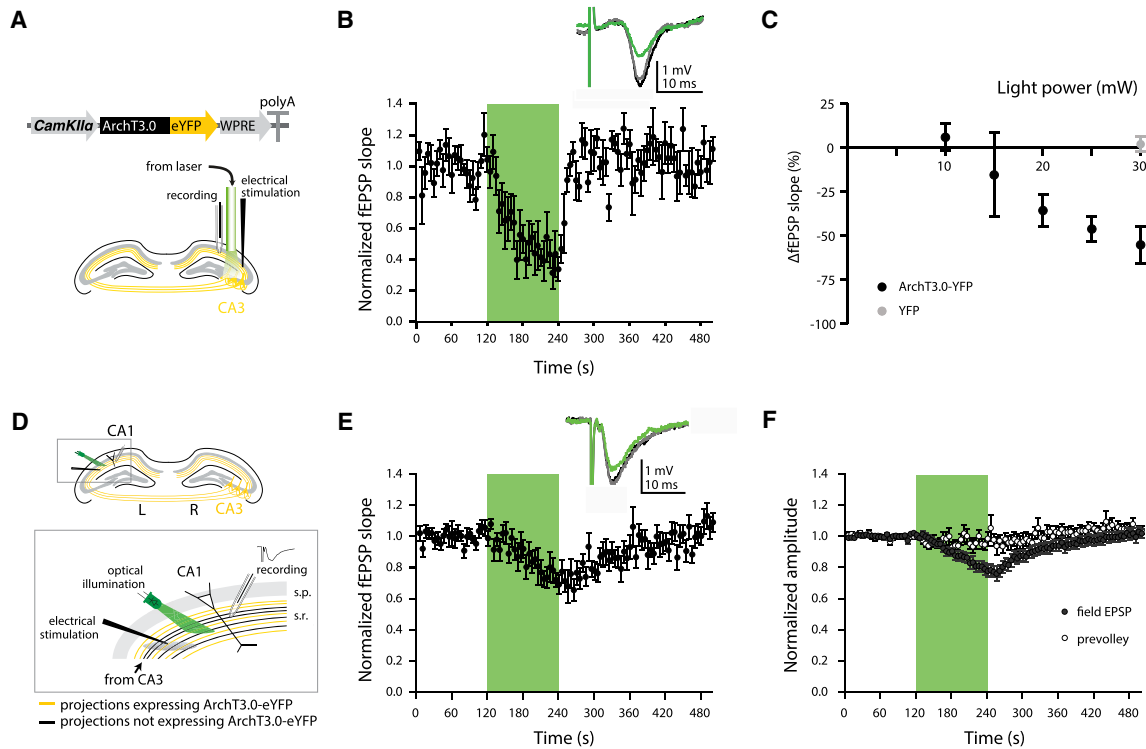 A
CamKIIα ArchT3.0 eYFP WPRE
polyA
from laser
recording
electrical
stimulation
CA3
B
1 mV
10 ms
Normalized fEPSP slope
1.4
1.2
1.0
0.8
0.6
0.4
0.2
0.0
0 60 120 180 240 300 360 420 480
Time (s)
C
Light power (mW)
ΔfEPSP slope (%)
25
0
-25
-50
-75
-100
10 20 30
ArchT3.0-YFP
YFP
D
CA1
L R CA3
optical
illumination
CA1
recording
s.p.
s.r.
electrical
stimulation
from CA3
projections expressing ArchT3.0-eYFP
projections not expressing ArchT3.0-eYFP
E
1 mV
10 ms
Normalized fEPSP slope
1.4
1.2
1.0
0.8
0.6
0.4
0.2
0.0
0 60 120 180 240 300 360 420 480
Time (s)
F
Normalized amplitude
1.4
1.2
1.0
0.8
0.6
0.4
0.2
0.0
0 60 120 180 240 300 360 420 480
Time (s)
field EPSP
prevolley